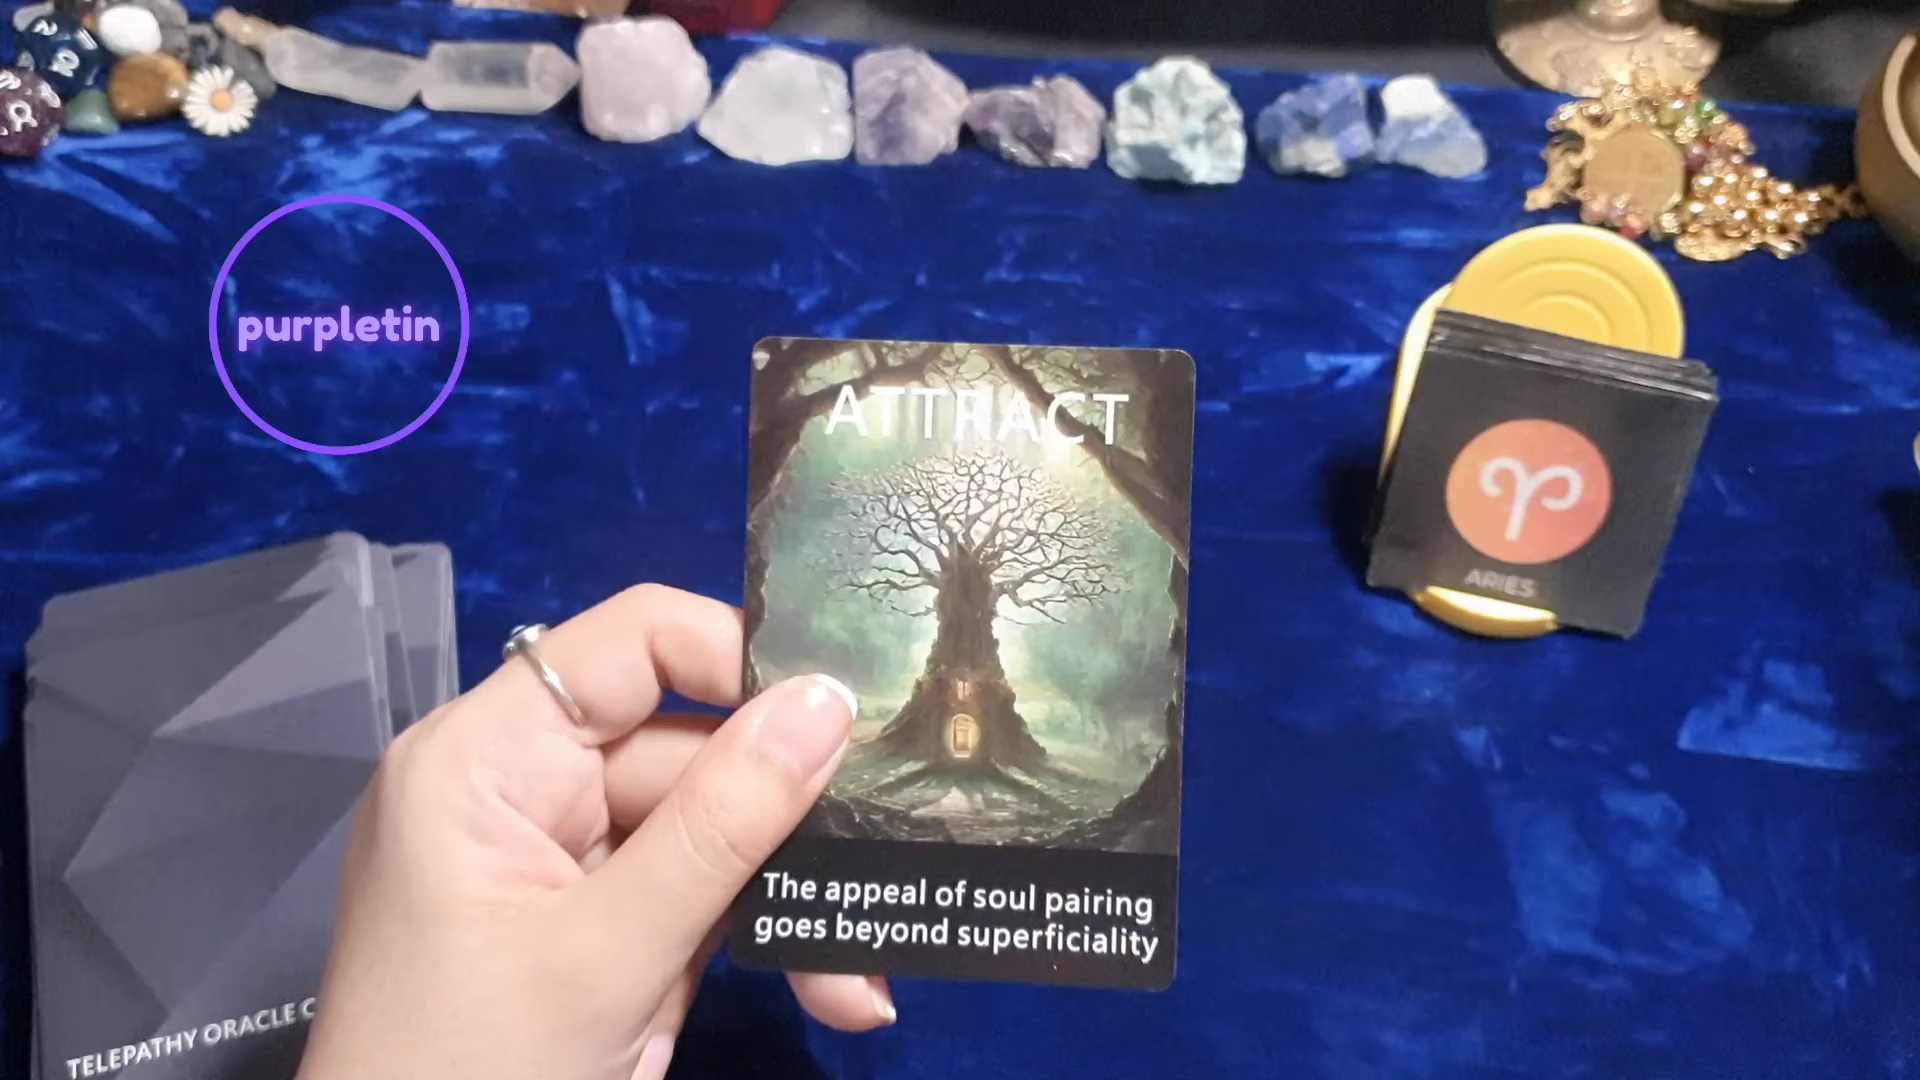 purpletin
ATTRACT
The appeal of soul pairing
goes beyond superficiality
ARIES
TELEPATHY ORACLE C